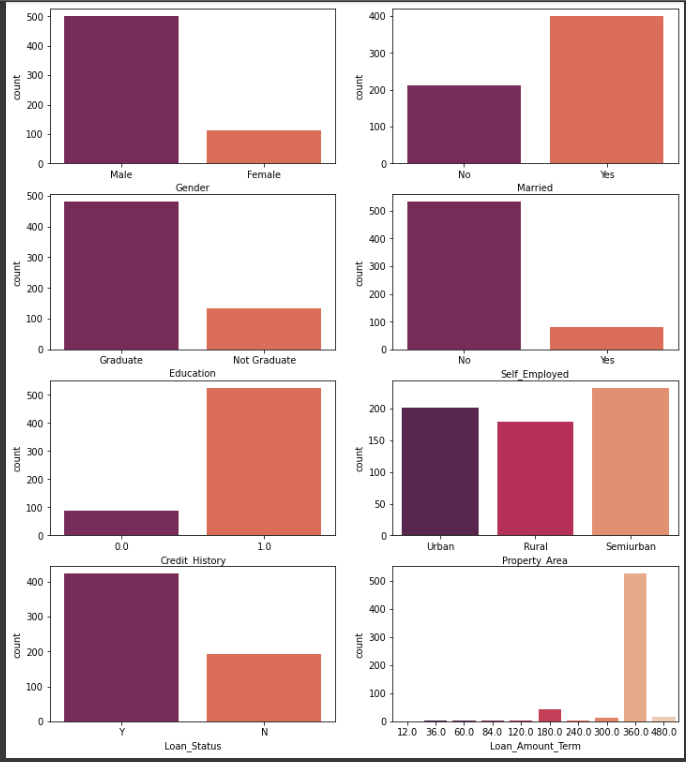 500
400
300
200
100
0
count
Male Female
Gender
400
300
200
100
0
count
No Yes
Married
500
400
300
200
100
0
count
Graduate Not Graduate
Education
500
400
300
200
100
0
count
No Yes
Self_Employed
500
400
300
200
100
0
count
0.0 1.0
Credit_History
200
150
100
50
0
count
Urban Rural Semiurban
Property_Area
400
300
200
100
0
count
Y N
Loan_Status
500
400
300
200
100
0
count
12.0 36.0 60.0 84.0 120.0 180.0 240.0 300.0 360.0 480.0
Loan_Amount_Term